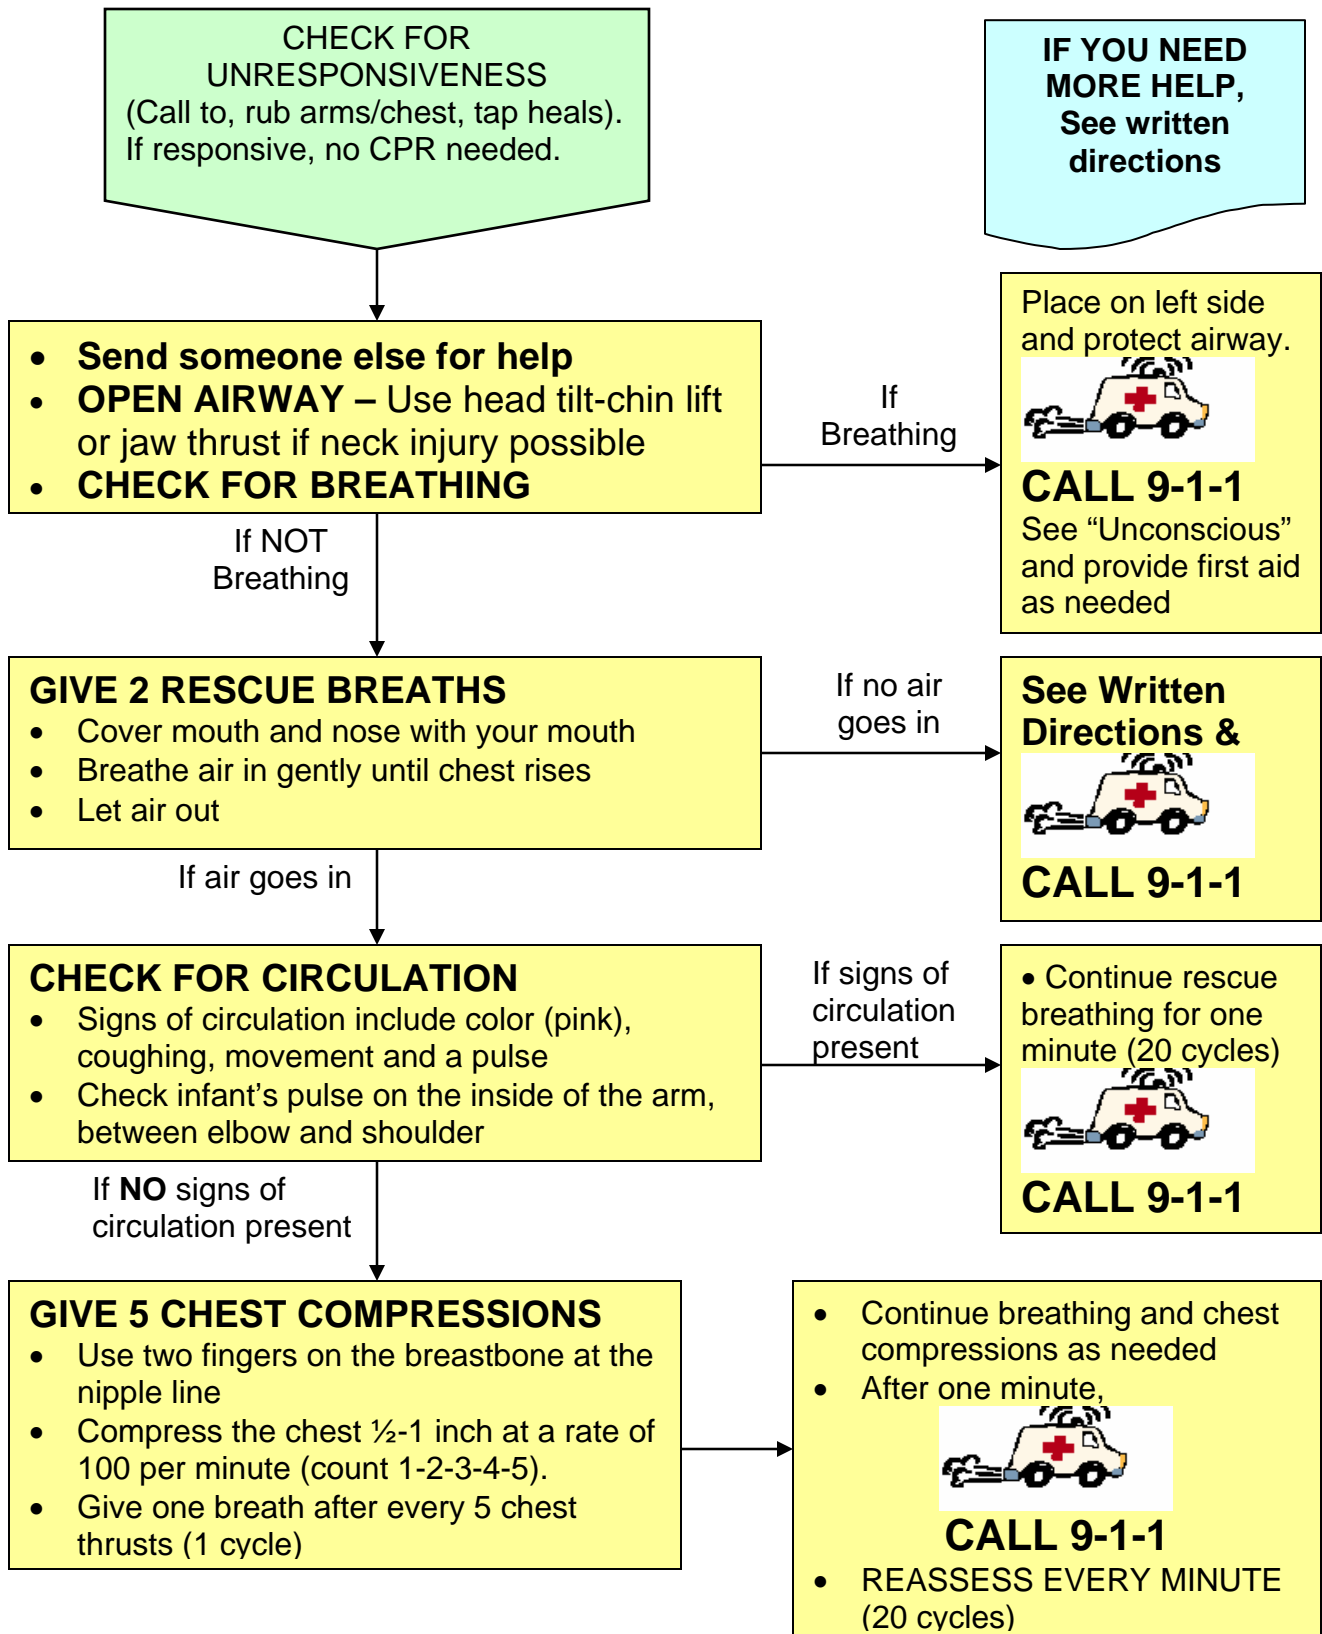 CHECK FOR
UNRESPONSIVENESS
(Call to, rub arms/chest, tap heals).
If responsive, no CPR needed.
IF YOU NEED
MORE HELP,
See written
directions
• Send someone else for help
• OPEN AIRWAY – Use head tilt-chin lift
or jaw thrust if neck injury possible
• CHECK FOR BREATHING
If
Breathing
Place on left side
and protect airway.
CALL 9-1-1
See “Unconscious”
and provide first aid
as needed
If NOT
Breathing
GIVE 2 RESCUE BREATHS
• Cover mouth and nose with your mouth
• Breathe air in gently until chest rises
• Let air out
If no air
goes in
See Written
Directions &
CALL 9-1-1
If air goes in
CHECK FOR CIRCULATION
• Signs of circulation include color (pink),
coughing, movement and a pulse
• Check infant’s pulse on the inside of the arm,
between elbow and shoulder
If signs of
circulation
present
• Continue rescue
breathing for one
minute (20 cycles)
CALL 9-1-1
If NO signs of
circulation present
GIVE 5 CHEST COMPRESSIONS
• Use two fingers on the breastbone at the
nipple line
• Compress the chest ½-1 inch at a rate of
100 per minute (count 1-2-3-4-5).
• Give one breath after every 5 chest
thrusts (1 cycle)
• Continue breathing and chest
compressions as needed
• After one minute,
CALL 9-1-1
• REASSESS EVERY MINUTE
(20 cycles)